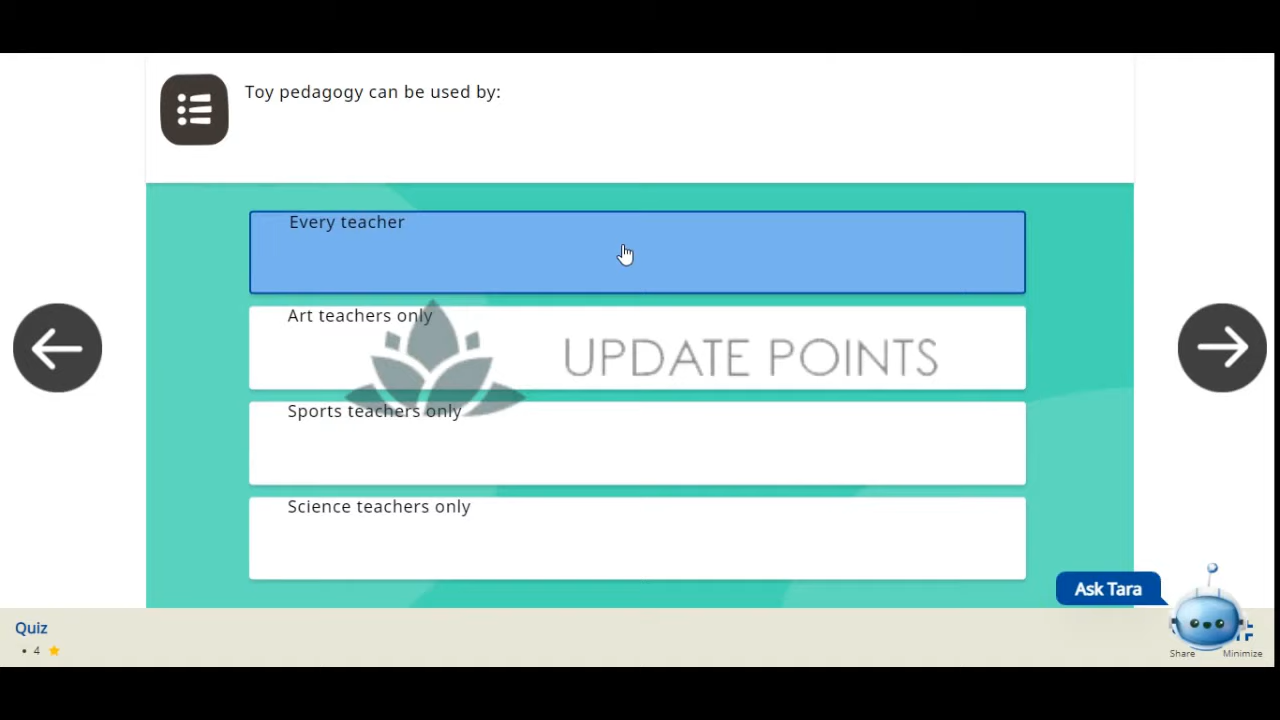 Toy pedagogy can be used by:
Every teacher
Art teachers only
UPDATE POINTS
Sports teachers only
Science teachers only
Ask Tara
Quiz
• 4
Share
Minimize